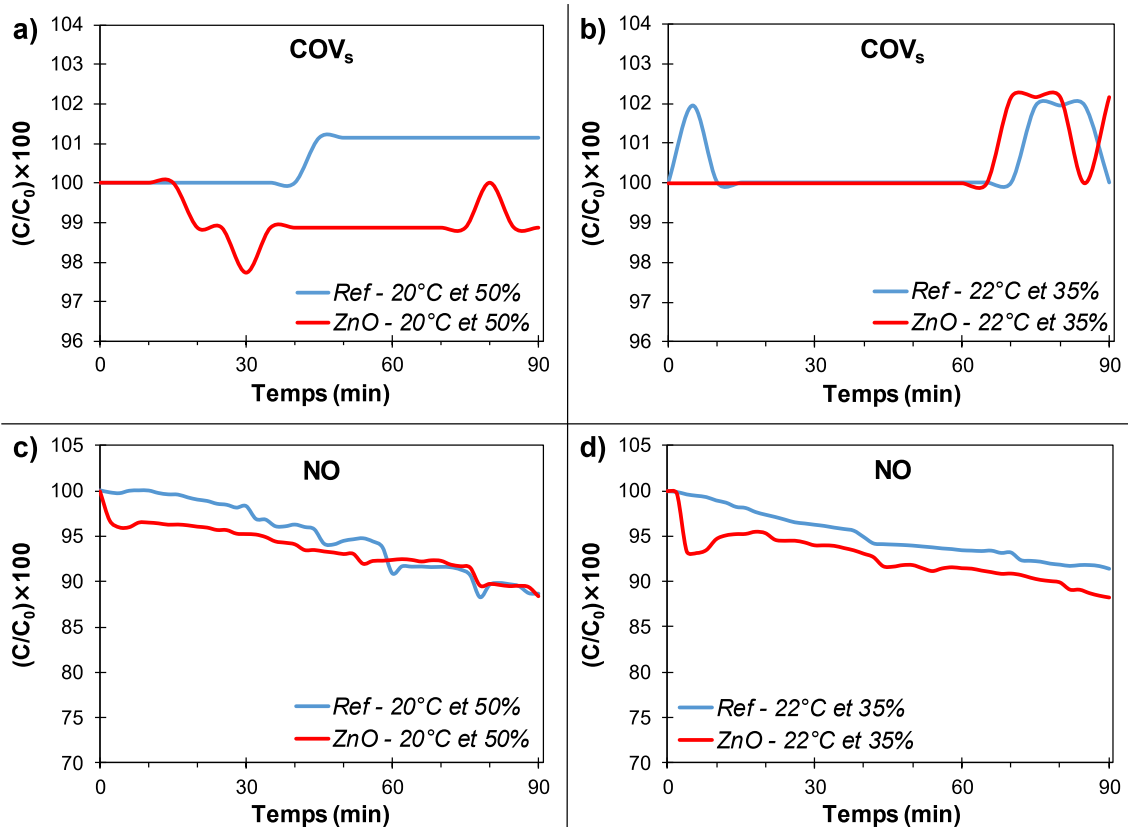 a)
COVₛ
104
103
102
101
100
99
98
97
96
(C/C₀)×100
Ref - 20°C et 50%
ZnO - 20°C et 50%
0
30
60
90
Temps (min)
b)
COVₛ
104
103
102
101
100
99
98
97
96
(C/C₀)×100
Ref - 22°C et 35%
ZnO - 22°C et 35%
0
30
60
90
Temps (min)
c)
NO
105
100
95
90
85
80
75
70
(C/C₀)×100
Ref - 20°C et 50%
ZnO - 20°C et 50%
0
30
60
90
Temps (min)
d)
NO
105
100
95
90
85
80
75
70
(C/C₀)×100
Ref - 22°C et 35%
ZnO - 22°C et 35%
0
30
60
90
Temps (min)